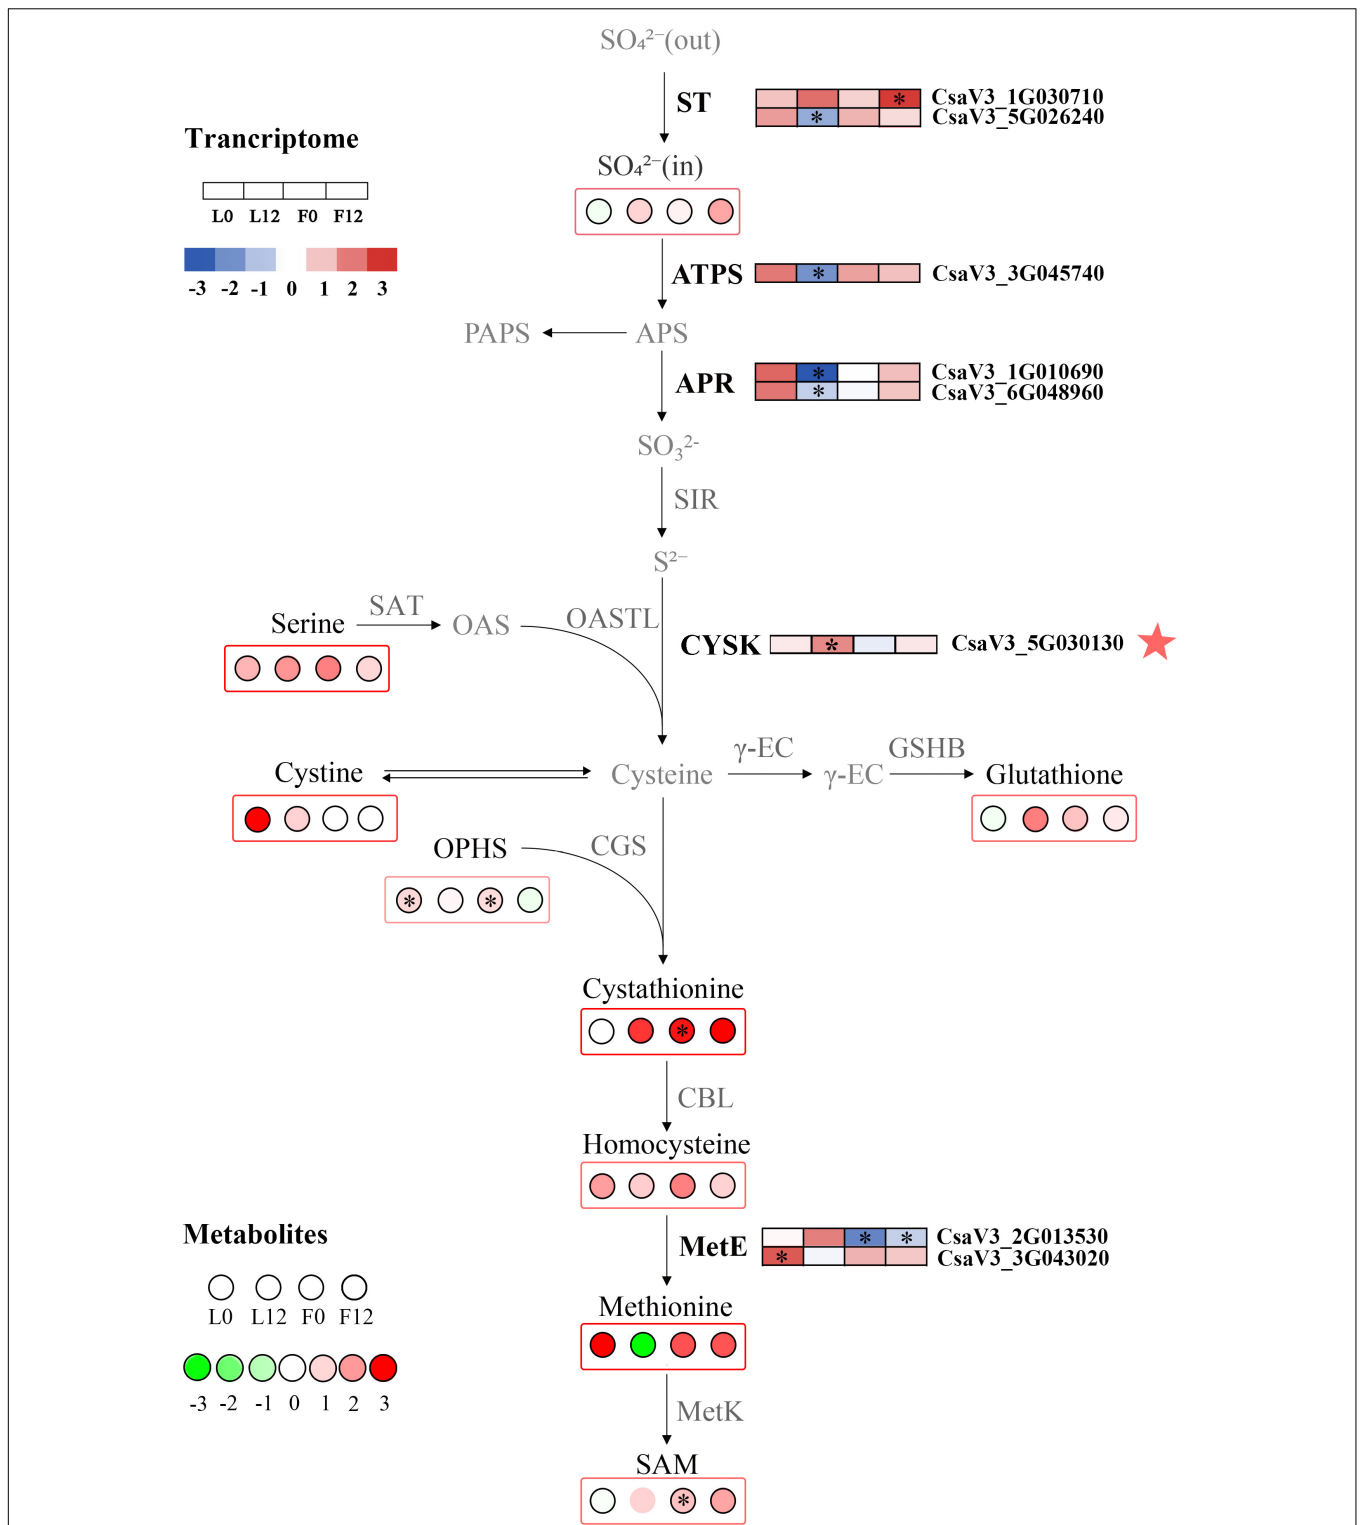 SO₄²⁻(out)
ST
* CsaV3_1G030710
* CsaV3_5G026240
Trancriptome
L0 L12 F0 F12
-3 -2 -1 0 1 2 3
SO₄²⁻(in)
ATPS * CsaV3_3G045740
PAPS APS
APR
* CsaV3_1G010690
* CsaV3_6G048960
SO₃²⁻
SIR
S²⁻
Serine SAT OAS OASTL
CYSK * CsaV3_5G030130
Cystine Cysteine γ-EC γ-EC GSHB Glutathione
OPHS CGS
* *
Cystathionine
*
CBL
Homocysteine
MetE
* * CsaV3_2G013530
* CsaV3_3G043020
Methionine
Metabolites
L0 L12 F0 F12
-3 -2 -1 0 1 2 3
MetK
SAM
*